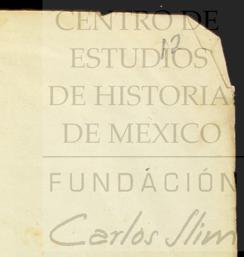 CENTRO DE
ESTUDIOS
DE HISTORIA
DE MEXICO
FUNDACIÓN
Carlos Slim